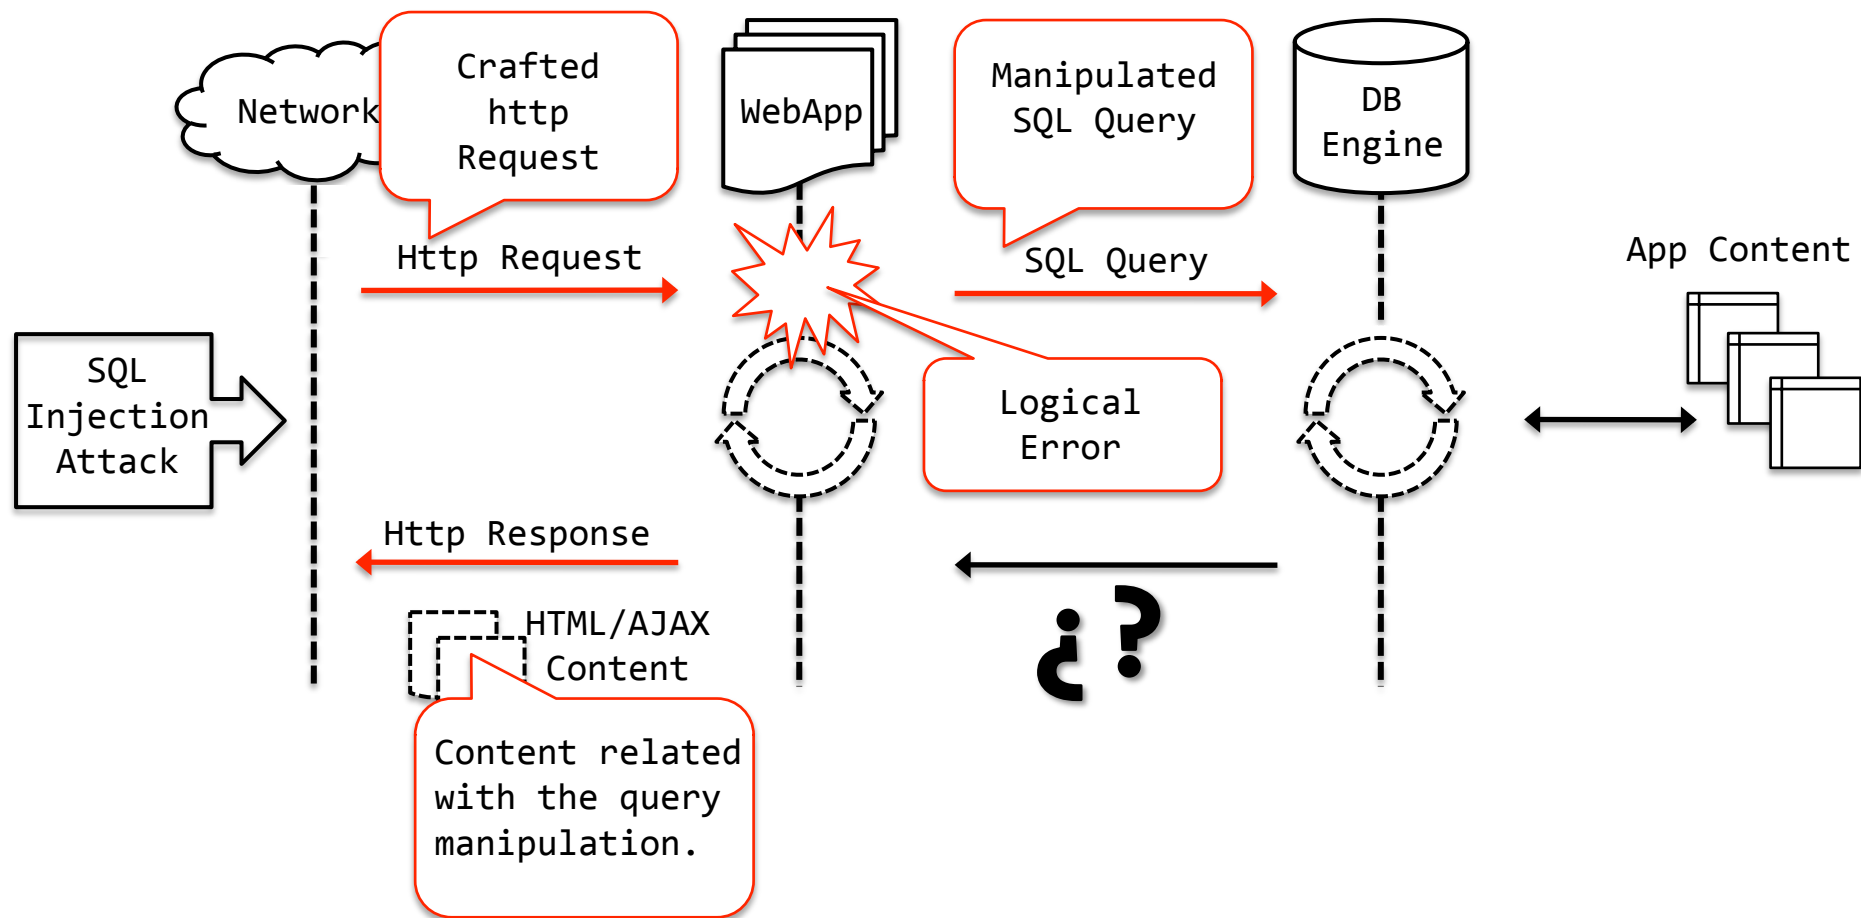 Network
Crafted
http
Request
WebApp
Manipulated
SQL Query
DB
Engine
Http Request
SQL Query
App Content
SQL
Injection
Attack
Logical
Error
Http Response
HTML/AJAX
Content
¿?
Content related
with the query
manipulation.